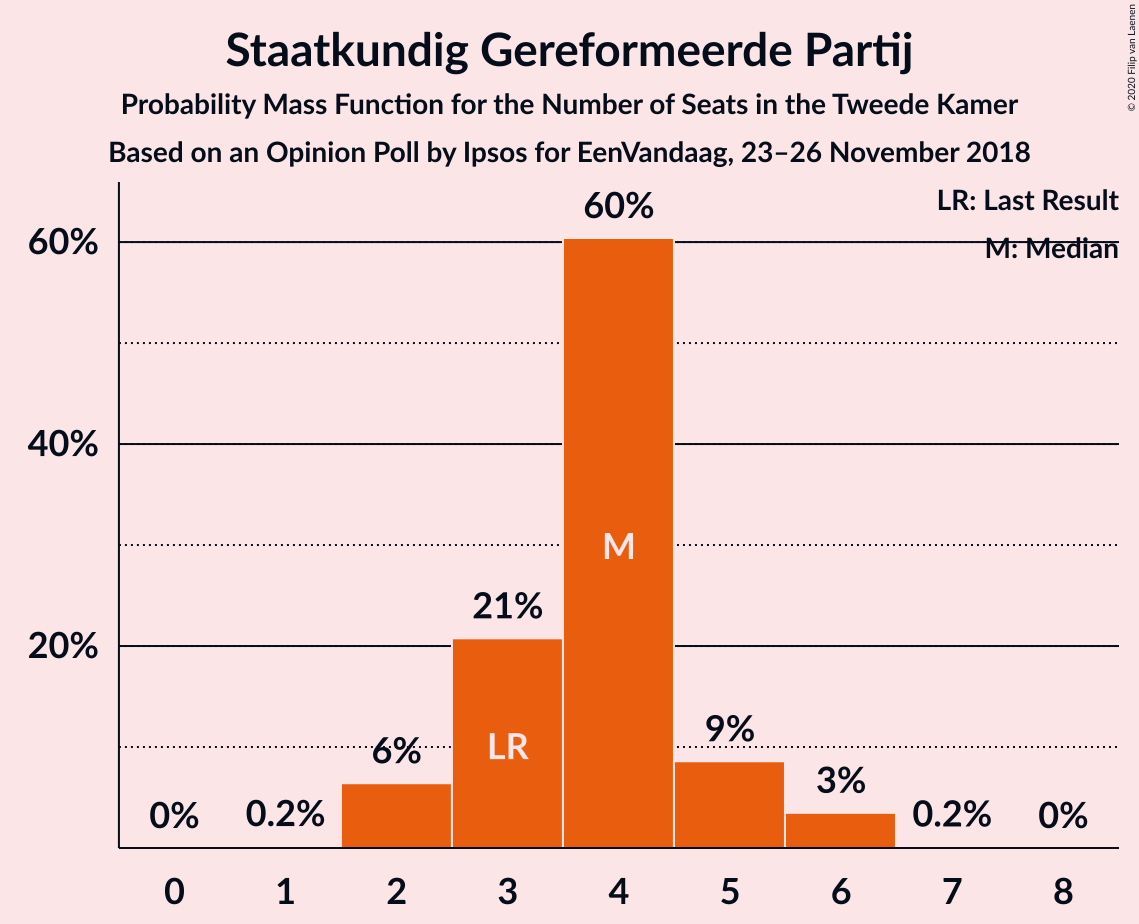 Staatkundig Gereformeerde Partij
Probability Mass Function for the Number of Seats in the Tweede Kamer
Based on an Opinion Poll by Ipsos for EenVandaag, 23–26 November 2018
© 2020 Filip van Laenen
LR: Last Result
M: Median
60%
40%
20%
0%
0.2%
6%
21%
60%
9%
3%
0.2%
0%
LR
M
0 1 2 3 4 5 6 7 8